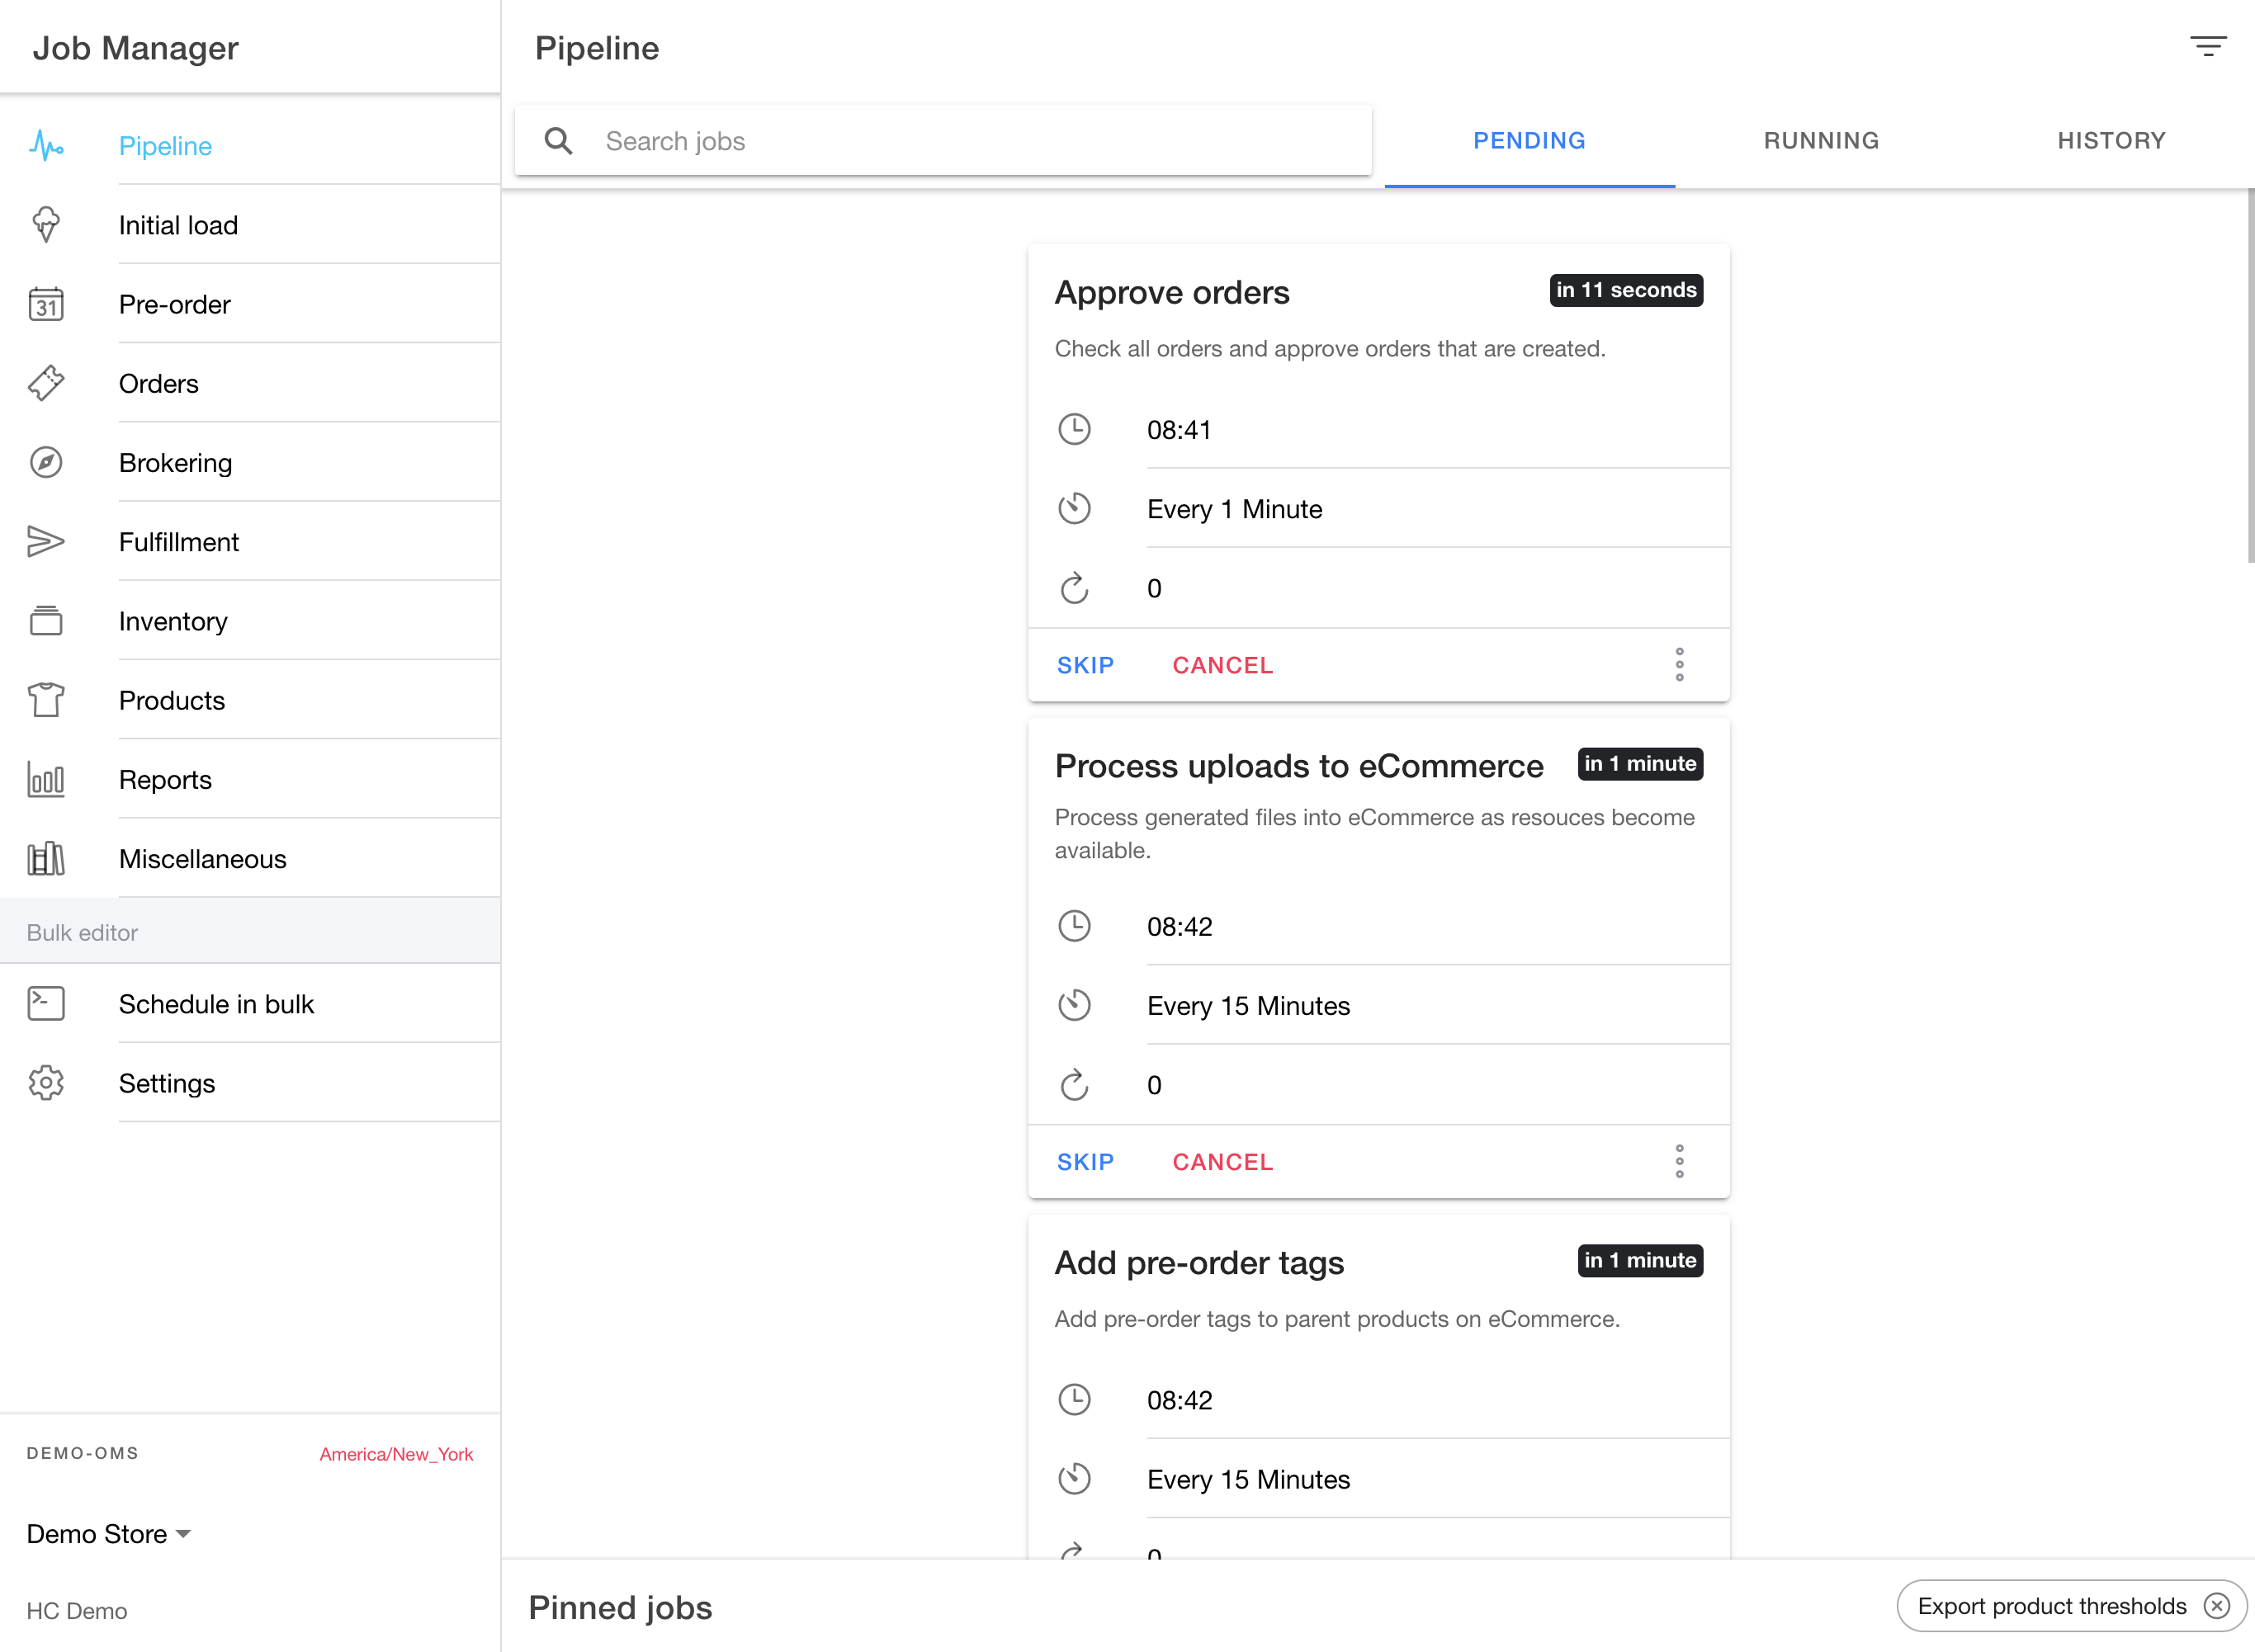 Job Manager
Pipeline
Initial load
31
Pre-order
Orders
Brokering
Fulfillment
Inventory
Products
Reports
Miscellaneous
Bulk editor
Schedule in bulk
Settings
DEMO-OMS
America/New_York
Demo Store
HC Demo
Pipeline
Search jobs
PENDING
RUNNING
HISTORY
Approve orders
in 11 seconds
Check all orders and approve orders that are created.
08:41
Every 1 Minute
0
SKIP
CANCEL
Process uploads to eCommerce
in 1 minute
Process generated files into eCommerce as resouces become
available.
08:42
Every 15 Minutes
0
SKIP
CANCEL
Add pre-order tags
in 1 minute
Add pre-order tags to parent products on eCommerce.
08:42
Every 15 Minutes
0
Pinned jobs
Export product thresholds